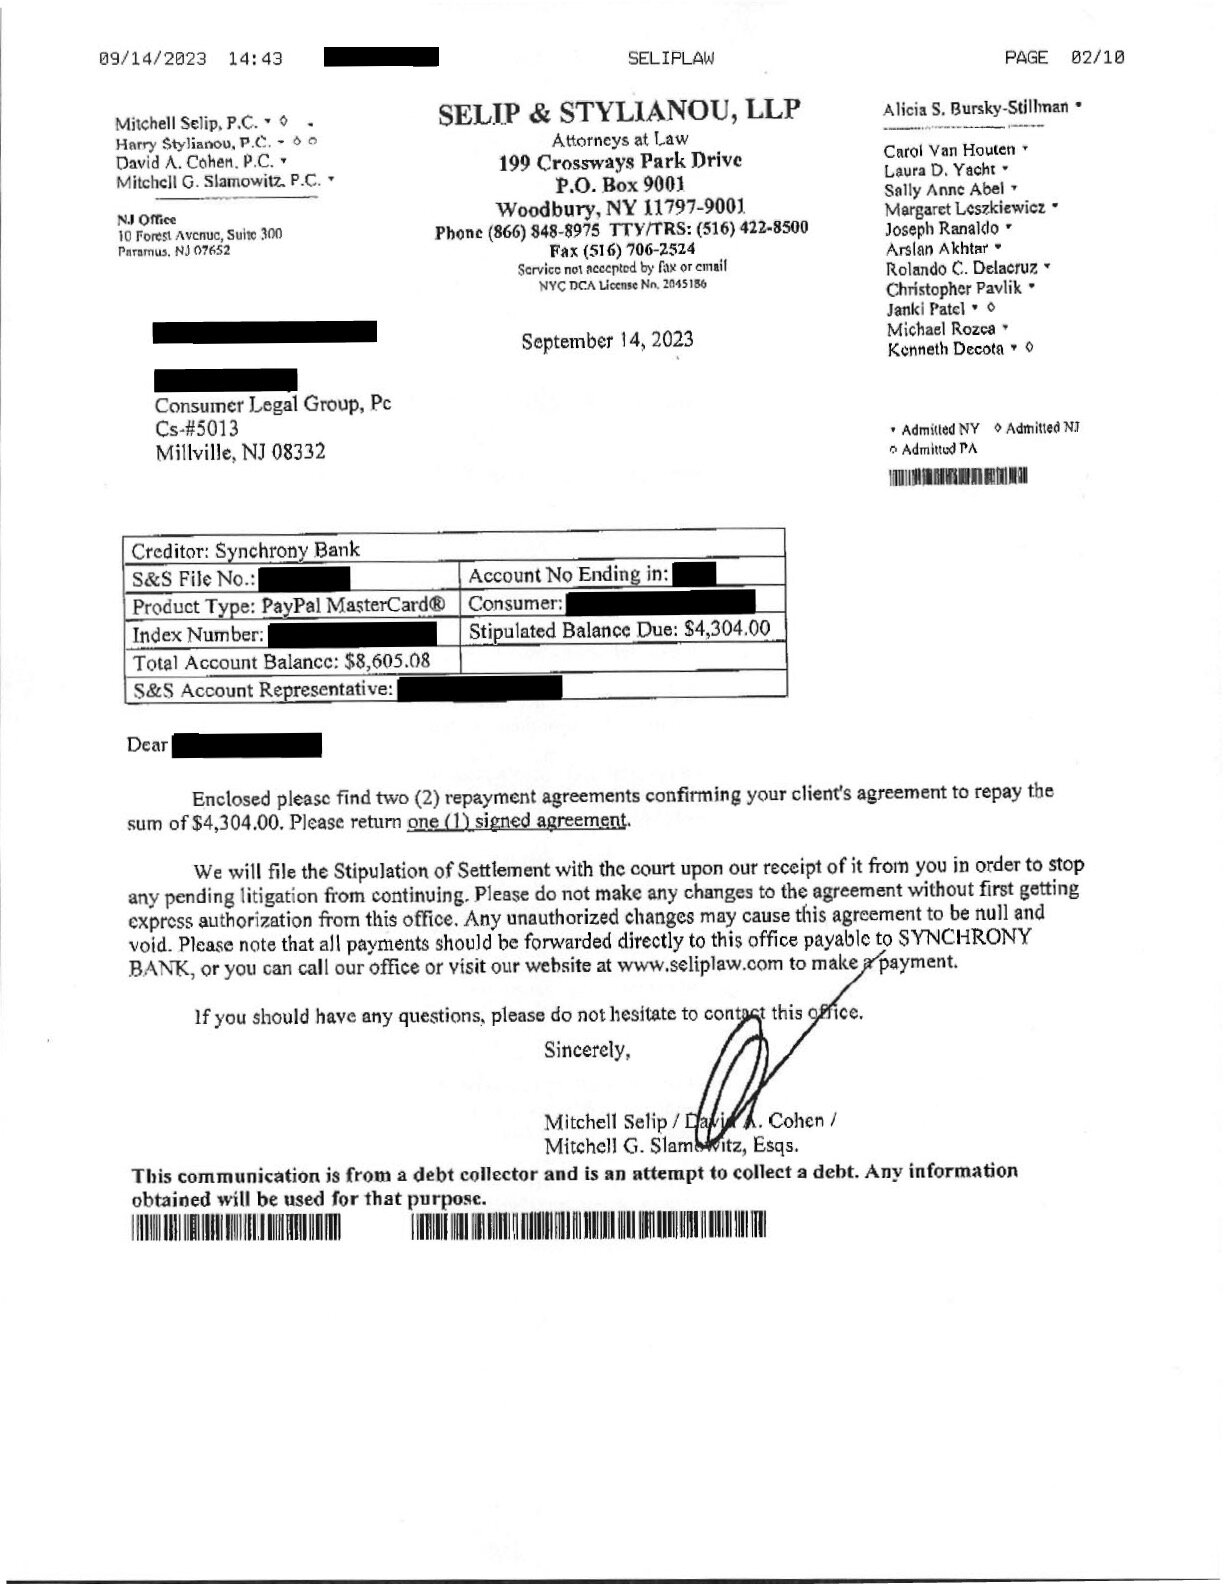 09/14/2023 14:43 SELIPLAW PAGE 02/10
Mitchell Selip, P.C. ▾ ◊
Harry Stylianou, P.C. ▾ ◊ ○
David A. Cohen, P.C. ▾
Mitchell G. Slamowitz, P.C. ▾
NJ Office
10 Forest Avenue, Suite 300
Paramus, NJ 07652
SELIP & STYLIANOU, LLP
Attorneys at Law
199 Crossways Park Drive
P.O. Box 9001
Woodbury, NY 11797-9001
Phone (866) 848-8975 TTY/TRS: (516) 422-8500
Fax (516) 706-2524
Service not accepted by fax or email
NYC DCA License No. 2045186
September 14, 2023
Alicia S. Bursky-Stillman ▾
Carol Van Houten ▾
Laura D. Yacht ▾
Sally Anne Abel ▾
Margaret Leszkiewicz ▾
Joseph Ranaldo ▾
Arslan Akhtar ▾
Rolando C. Delacruz ▾
Christopher Pavlik ▾
Janki Patel ▾ ◊
Michael Rozea ▾
Kenneth Decota ▾ ◊
▾ Admitted NY ◊ Admitted NJ
○ Admitted PA
Consumer Legal Group, Pc
Cs-#5013
Millville, NJ 08332
Creditor: Synchrony Bank
S&S File No.: Account No Ending in:
Product Type: PayPal MasterCard® Consumer:
Index Number: Stipulated Balance Due: $4,304.00
Total Account Balance: $8,605.08
S&S Account Representative:
Dear
Enclosed please find two (2) repayment agreements confirming your client's agreement to repay the
sum of $4,304.00. Please return one (1) signed agreement.
We will file the Stipulation of Settlement with the court upon our receipt of it from you in order to stop
any pending litigation from continuing. Please do not make any changes to the agreement without first getting
express authorization from this office. Any unauthorized changes may cause this agreement to be null and
void. Please note that all payments should be forwarded directly to this office payable to SYNCHRONY
BANK, or you can call our office or visit our website at www.seliplaw.com to make a payment.
If you should have any questions, please do not hesitate to contact this office.
Sincerely,
Mitchell Selip / David A. Cohen /
Mitchell G. Slamowitz, Esqs.
This communication is from a debt collector and is an attempt to collect a debt. Any information
obtained will be used for that purpose.